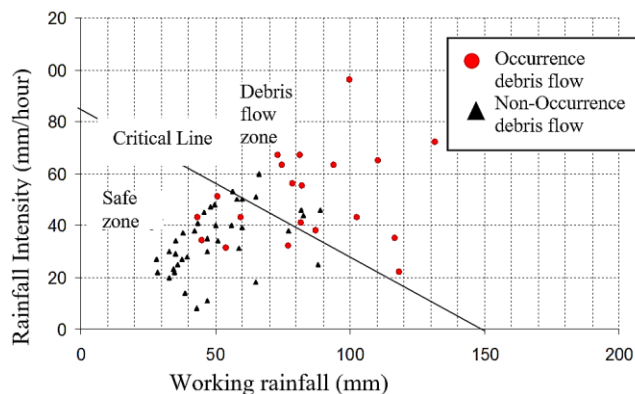 Rainfall Intensity (mm/hour)
20
00
80
60
40
20
0
Critical Line
Debris
flow
zone
Safe
zone
Occurrence
debris flow
Non-Occurrence
debris flow
0
50
100
150
200
Working rainfall (mm)